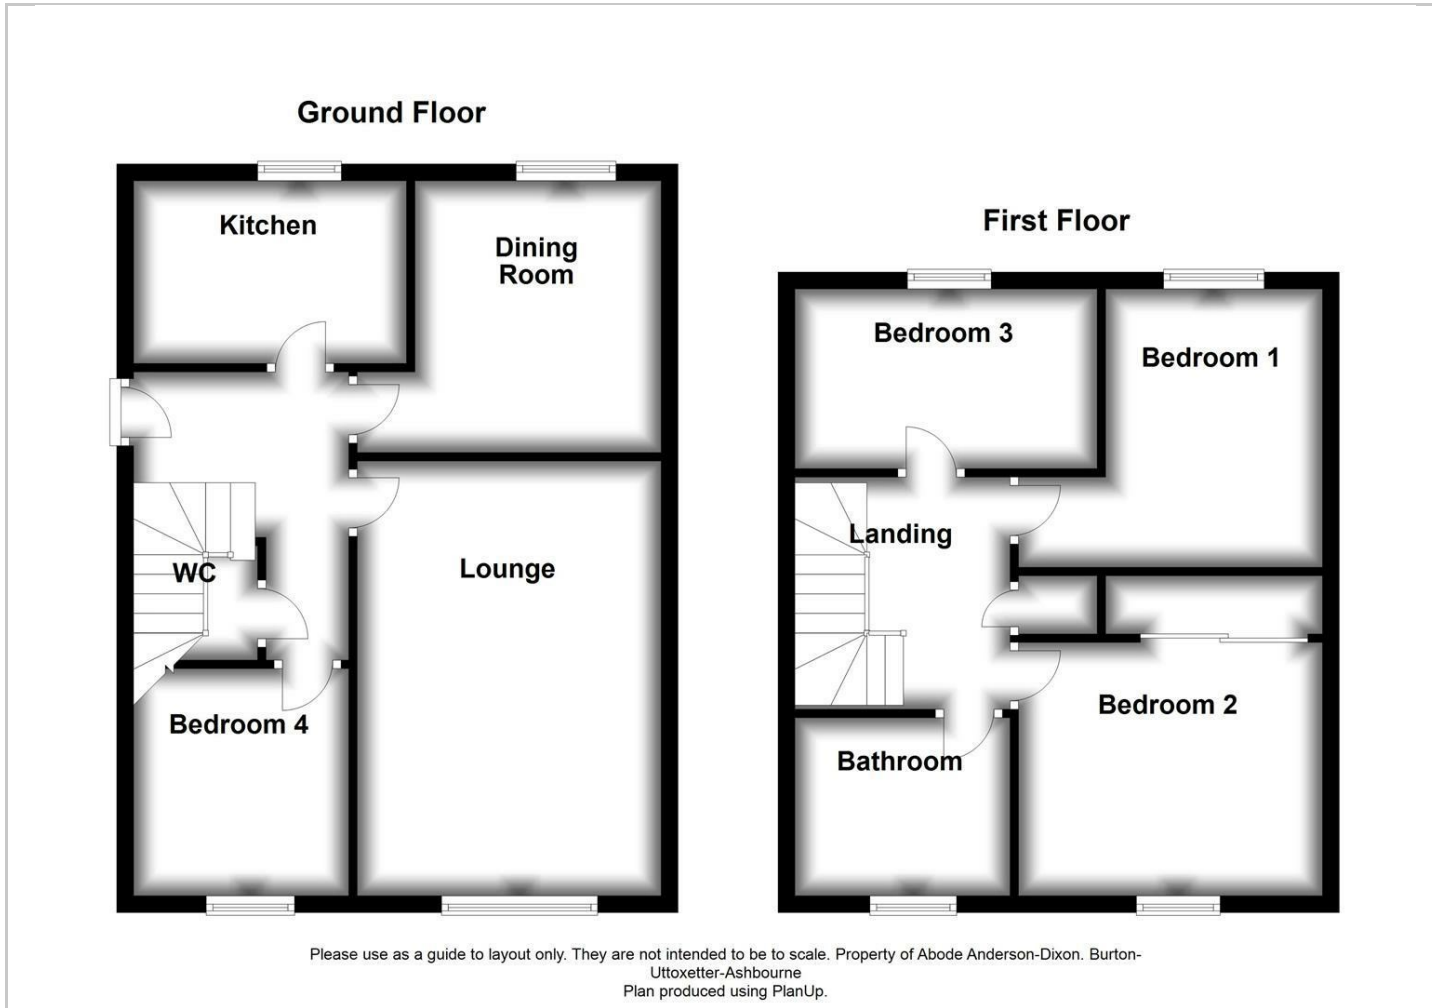 Ground Floor
Kitchen
Dining
Room
WC
Lounge
Bedroom 4
First Floor
Bedroom 3
Bedroom 1
Landing
Bedroom 2
Bathroom
Please use as a guide to layout only. They are not intended to be to scale. Property of Abode Anderson-Dixon. Burton-
Uttoxetter-Ashbourne
Plan produced using PlanUp.